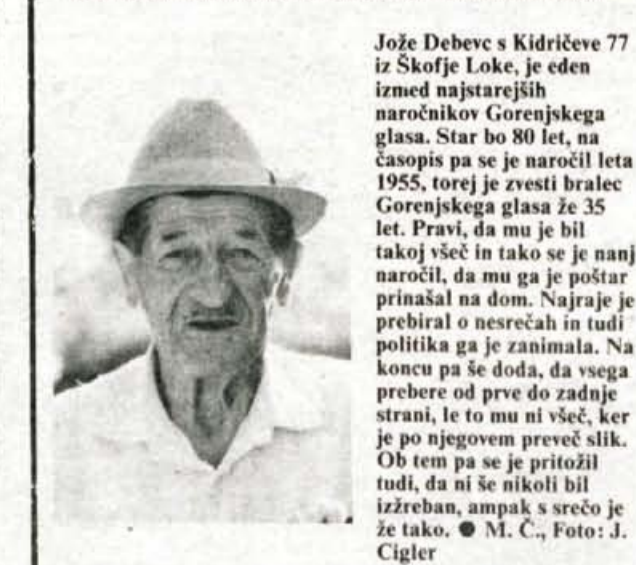 Jože Debevc s Kidričeve 77
iz Škofje Loke, je eden
izmed najstarejših
naročnikov Gorenjskega
glasa. Star bo 80 let, na
časopis pa se je naročil leta
1955, torej je zvesti bralec
Gorenjskega glasa že 35
let. Pravi, da mu je bil
takoj všeč in tako se je nanj
naročil, da mu ga je poštar
prinašal na dom. Najraje je
prebiral o nesrečah in tudi
politika ga je zanimala. Na
koncu pa še doda, da vsega
prebere od prve do zadnje
strani, le to mu ni všeč, ker
je po njegovem preveč slik.
Ob tem pa se je pritožil
tudi, da ni še nikoli bil
izžreban, ampak s srečo je
že tako. ● M. Č., Foto: J.
Cigler